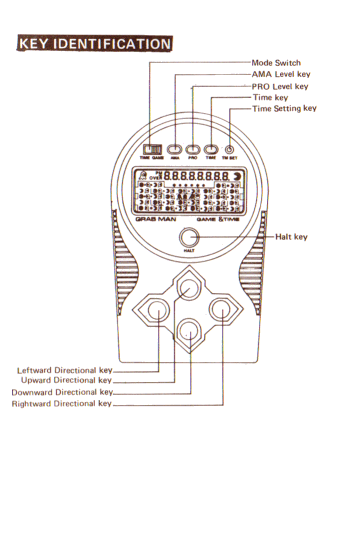 KEY IDENTIFICATION
Mode Switch
AMA Level key
PRO Level key
Time key
Time Setting key
TIME GAME AMA PRO TIME TM SET
OVER
GRAB MAN GAME & TIME
Halt key
HALT
Leftward Directional key
Upward Directional key
Downward Directional key
Rightward Directional key